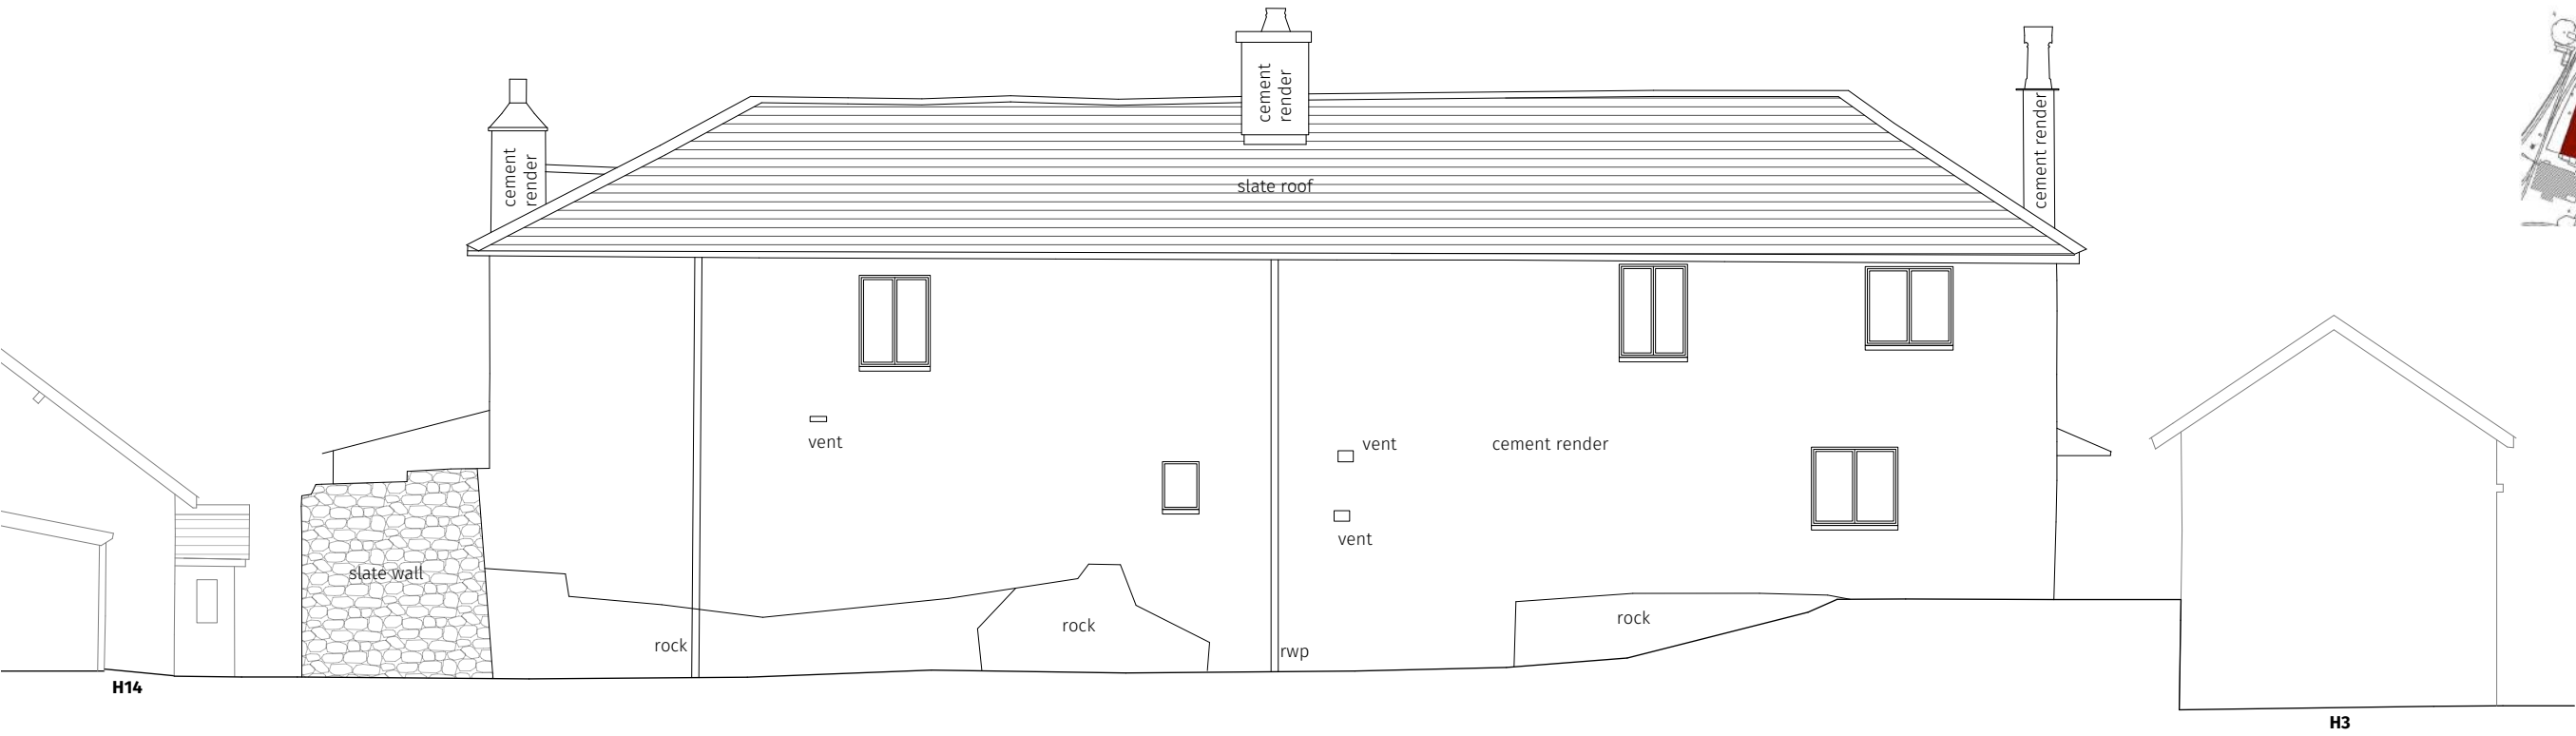 cement
render
cement
render
cement render
slate roof
vent
vent
cement render
vent
slate wall
rock
rock
rock
rwp
H14
H3